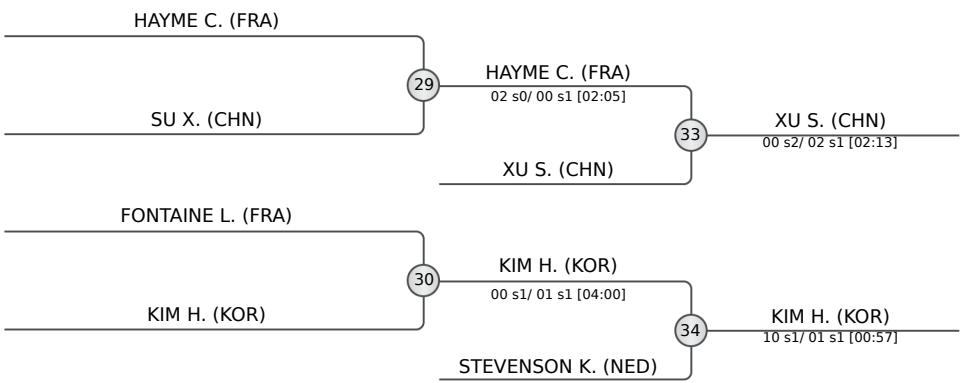 HAYME C. (FRA)
29
SU X. (CHN)
HAYME C. (FRA)
02 s0/ 00 s1 [02:05]
33
XU S. (CHN)
XU S. (CHN)
00 s2/ 02 s1 [02:13]
FONTAINE L. (FRA)
30
KIM H. (KOR)
KIM H. (KOR)
00 s1/ 01 s1 [04:00]
34
STEVENSON K. (NED)
KIM H. (KOR)
10 s1/ 01 s1 [00:57]